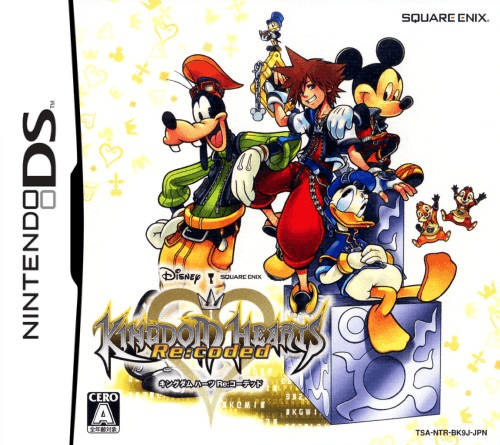 SQUARE ENIX
NINTENDO DS™
Disney
SQUARE ENIX
KINGDOM HEARTS
Re:coded
キングダム ハーツ Re:コーデッド
CERO
A
全年齢対象
TSA-NTR-BK9J-JPN